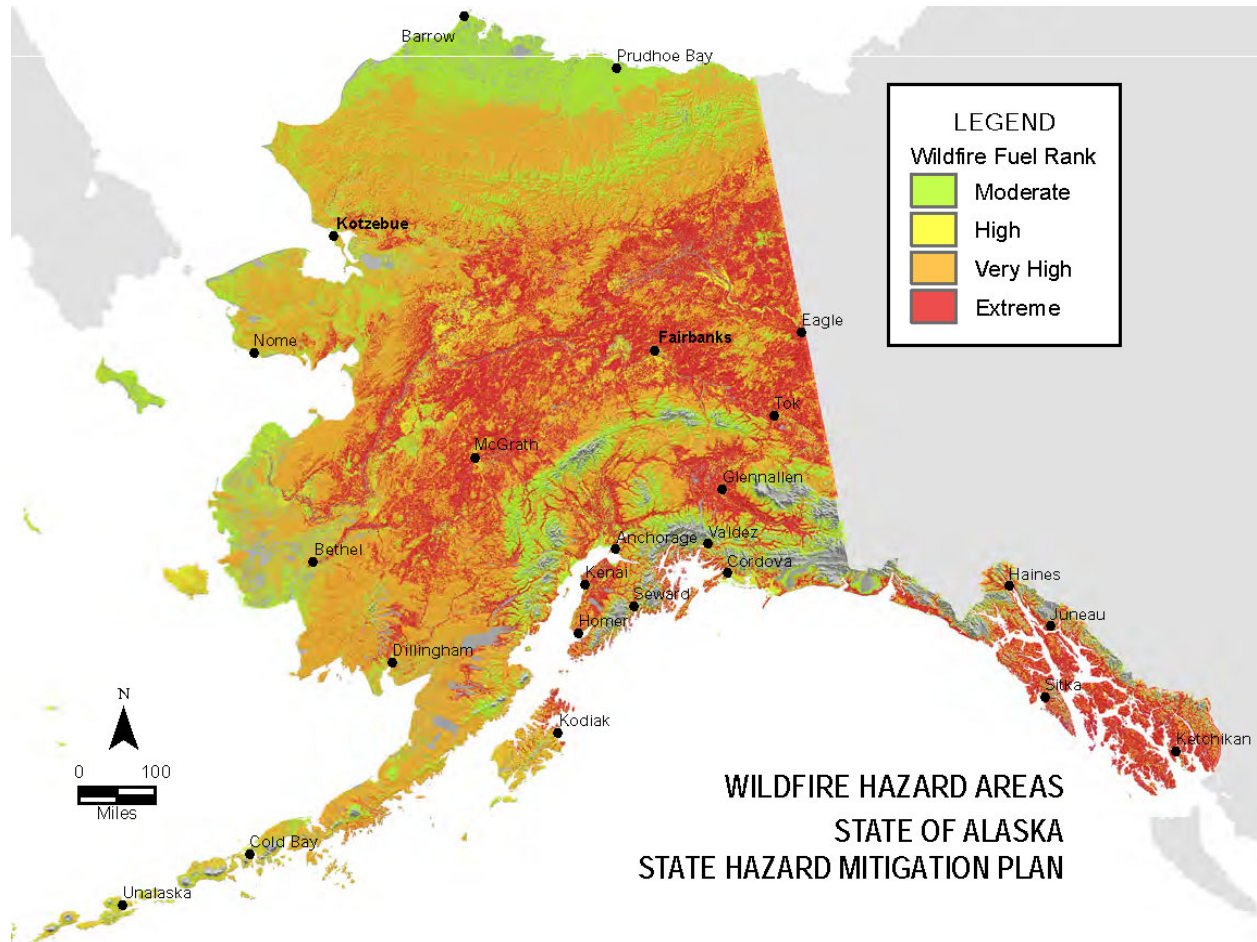 Barrow
Prudhoe Bay
LEGEND
Wildfire Fuel Rank
Moderate
High
Very High
Extreme
Kotzebue
Nome
Fairbanks
Eagle
Tok
McGrath
Glennallen
Bethel
Anchorage
Valdez
Cordova
Kenai
Seward
Homer
Haines
Juneau
Dillingham
Sitka
Kodiak
Ketchikan
N
0 100
Miles
Cold Bay
Unalaska
WILDFIRE HAZARD AREAS
STATE OF ALASKA
STATE HAZARD MITIGATION PLAN